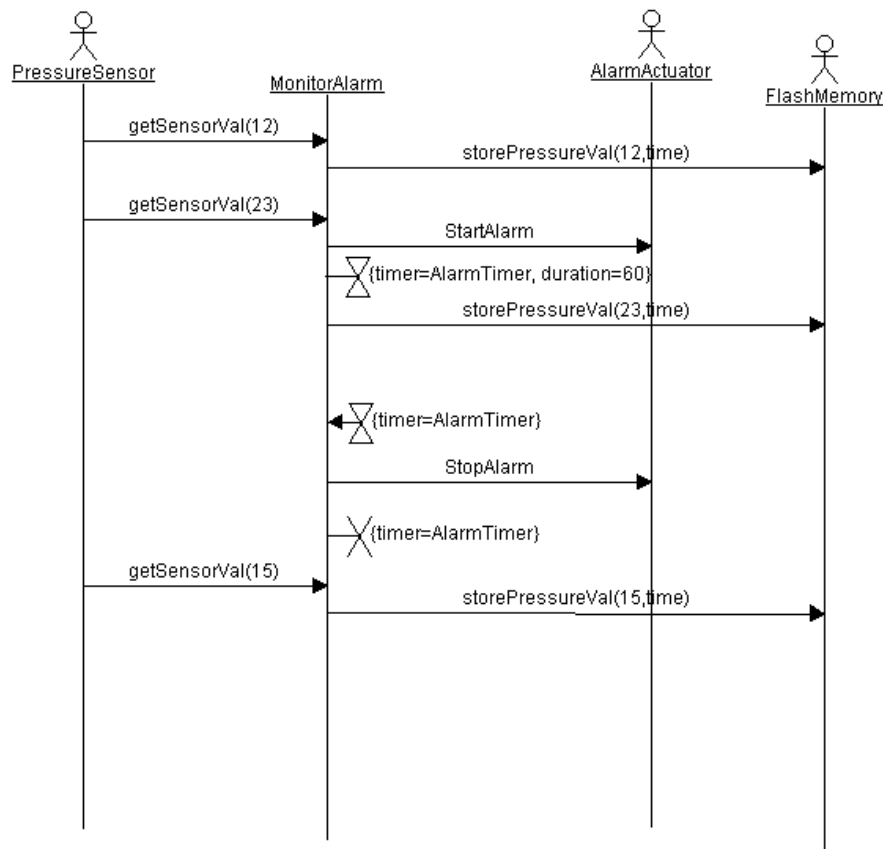 PressureSensor
MonitorAlarm
AlarmActuator
FlashMemory
getSensorVal(12)
storePressureVal(12,time)
getSensorVal(23)
StartAlarm
{timer=AlarmTimer, duration=60}
storePressureVal(23,time)
{timer=AlarmTimer}
StopAlarm
{timer=AlarmTimer}
getSensorVal(15)
storePressureVal(15,time)